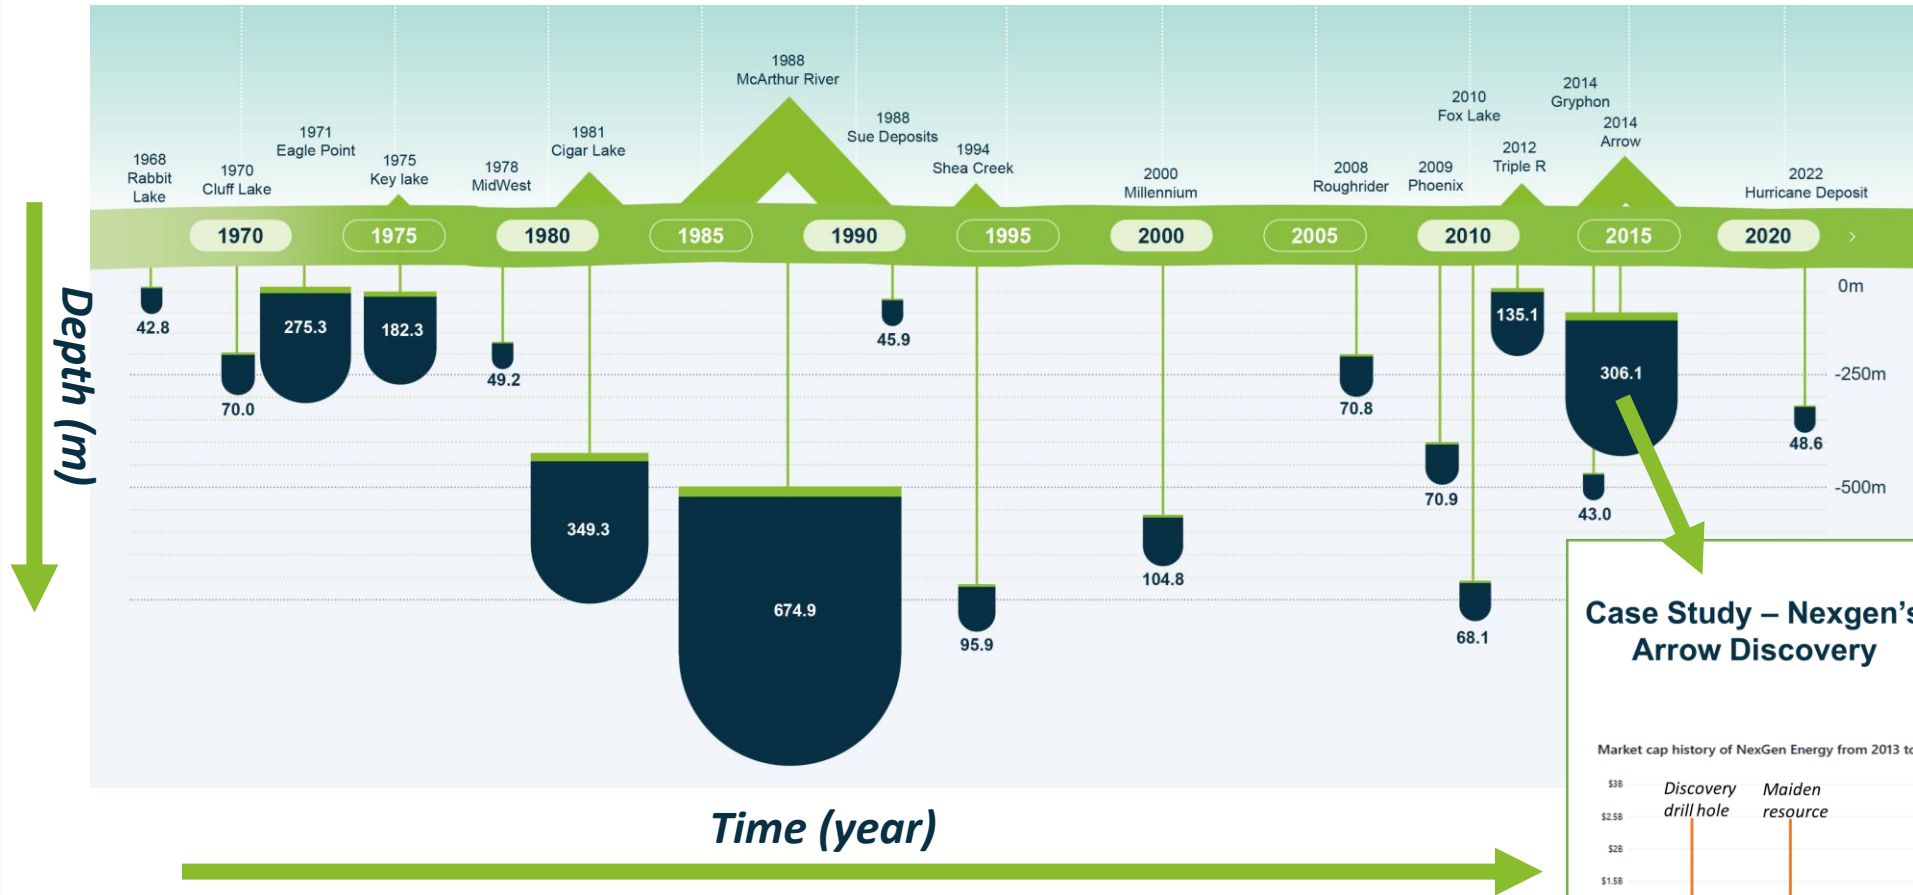 1968
Rabbit
Lake
1970
Cluff Lake
1971
Eagle Point
1975
Key lake
1978
MidWest
1981
Cigar Lake
1988
McArthur River
1988
Sue Deposits
1994
Shea Creek
2000
Millennium
2008
Roughrider
2009
Phoenix
2010
Fox Lake
2012
Triple R
2014
Gryphon
2014
Arrow
2022
Hurricane Deposit
1970
1975
1980
1985
1990
1995
2000
2005
2010
2015
2020
Depth (m)
42.8
70.0
275.3
182.3
49.2
349.3
674.9
45.9
95.9
104.8
70.8
70.9
68.1
135.1
306.1
43.0
48.6
0m
-250m
-500m
Time (year)
Case Study – Nexgen's
Arrow Discovery
Market cap history of NexGen Energy from 2013 to
Discovery
drill hole
Maiden
resource
$3B
$2.5B
$2B
$1.5B